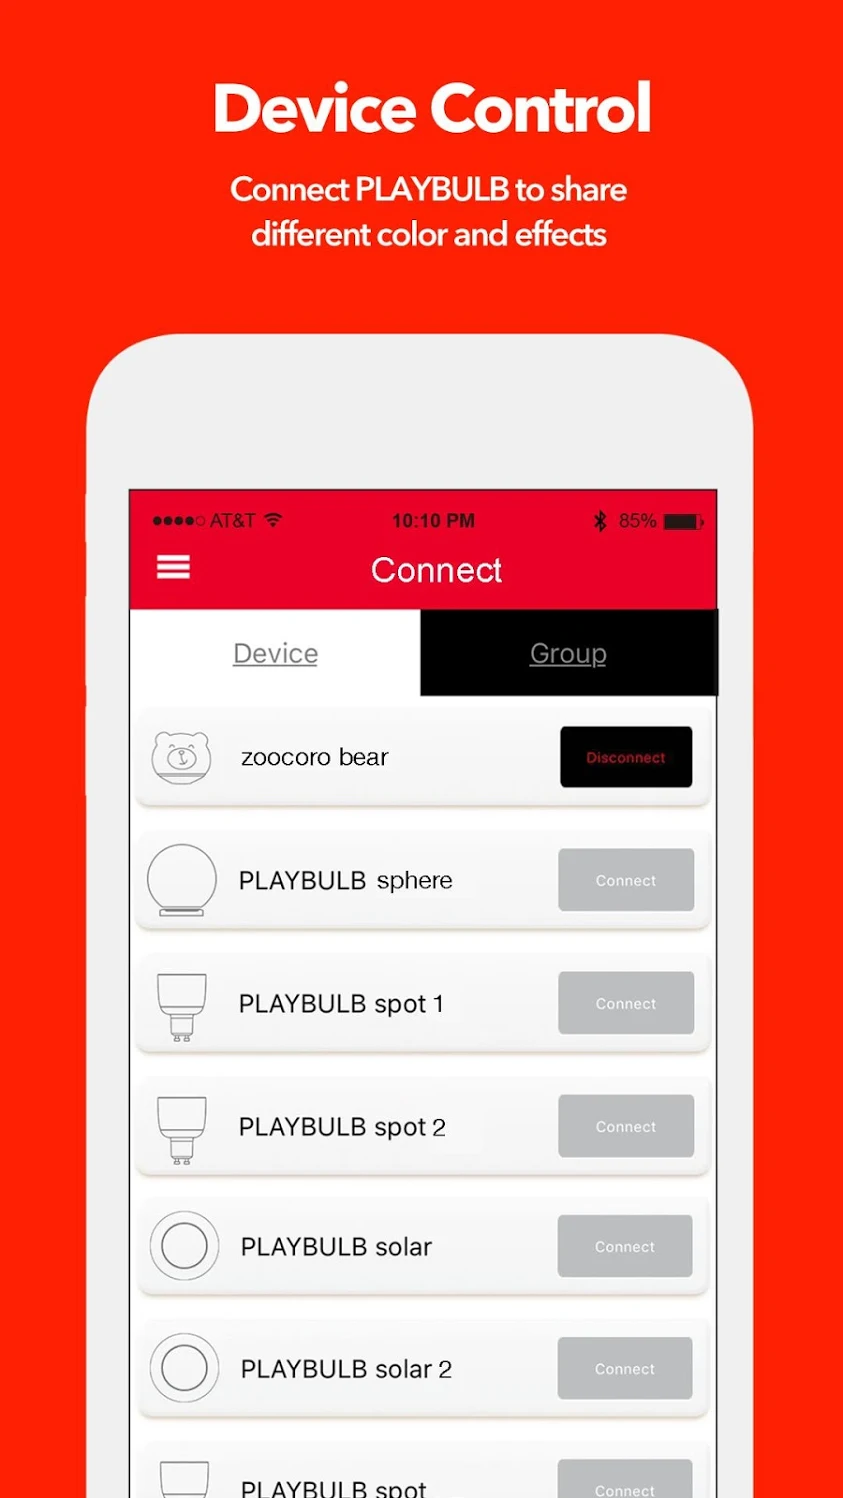 Device Control
Connect PLAYBULB to share
different color and effects
AT&T 10:10 PM 85%
Connect
Device Group
zoocoro bear Disconnect
PLAYBULB sphere Connect
PLAYBULB spot 1 Connect
PLAYBULB spot 2 Connect
PLAYBULB solar Connect
PLAYBULB solar 2 Connect
PLAYBULB spot Connect